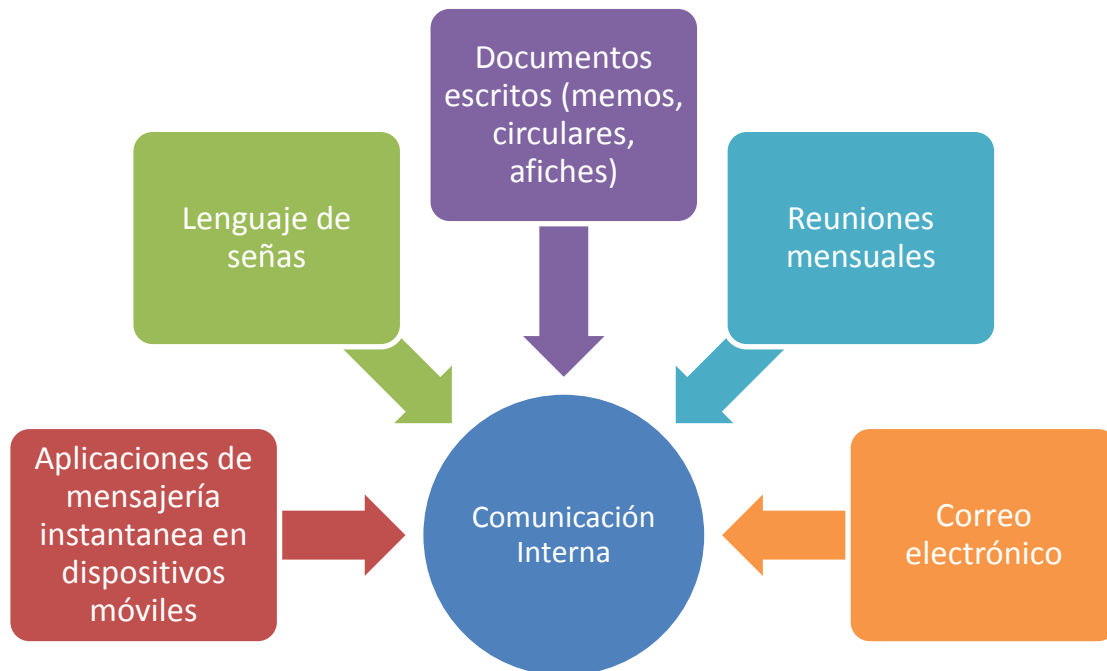 Documentos
escritos (memos,
circulares,
afiches)
Lenguaje de
señas
Reuniones
mensuales
Aplicaciones de
mensajería
instantanea en
dispositivos
móviles
Comunicación
Interna
Correo
electrónico